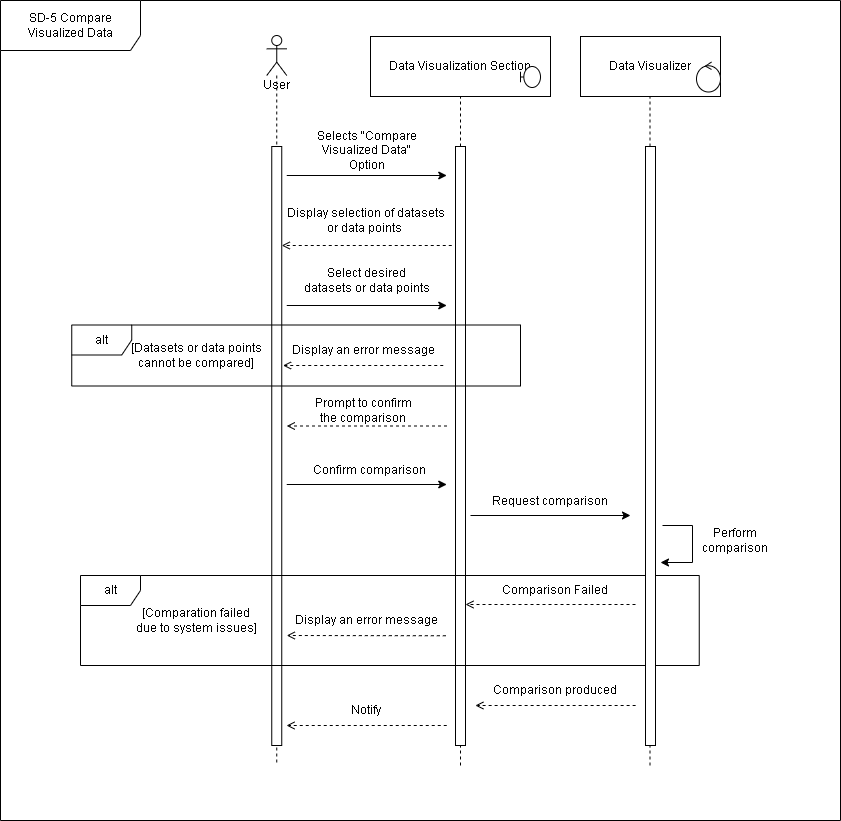 SD-5 Compare
Visualized Data
User
Data Visualization Section
Data Visualizer
Selects "Compare
Visualized Data"
Option
Display selection of datasets
or data points
Select desired
datasets or data points
alt
[Datasets or data points
cannot be compared]
Display an error message
Prompt to confirm
the comparison
Confirm comparison
Request comparison
Perform
comparison
alt
[Comparation failed
due to system issues]
Comparison Failed
Display an error message
Comparison produced
Notify